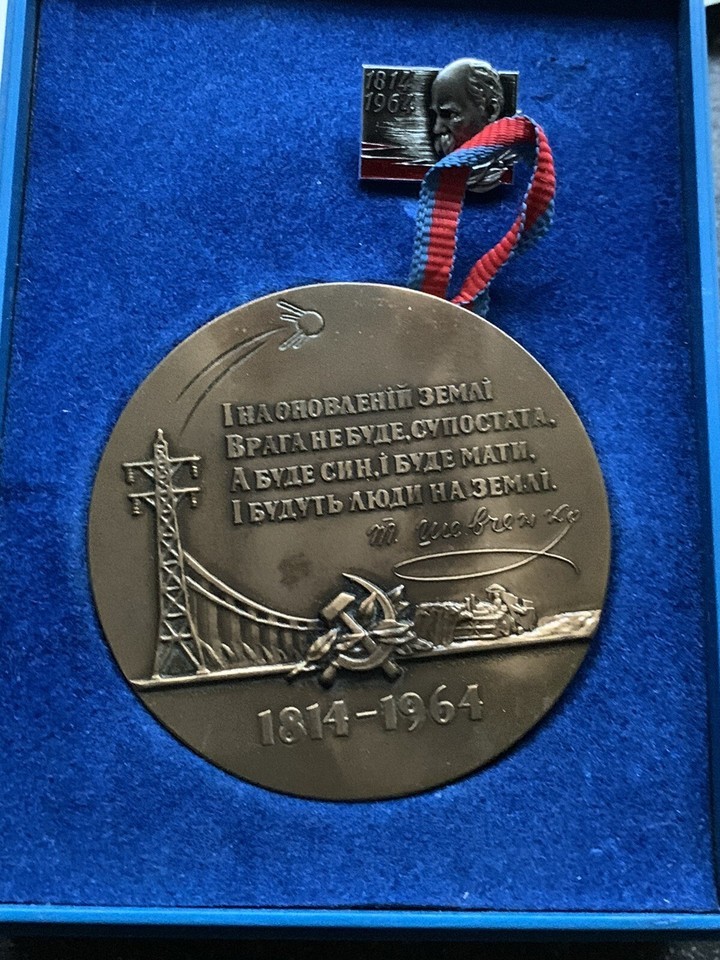 1814
1964
І НА ОНОВЛЕНІЙ ЗЕМЛІ
ВРАГА НЕ БУДЕ, СУПОСТАТА,
А БУДЕ СИН, І БУДЕ МАТИ,
І БУДУТЬ ЛЮДИ НА ЗЕМЛІ.
Т Шевченко
1814-1964